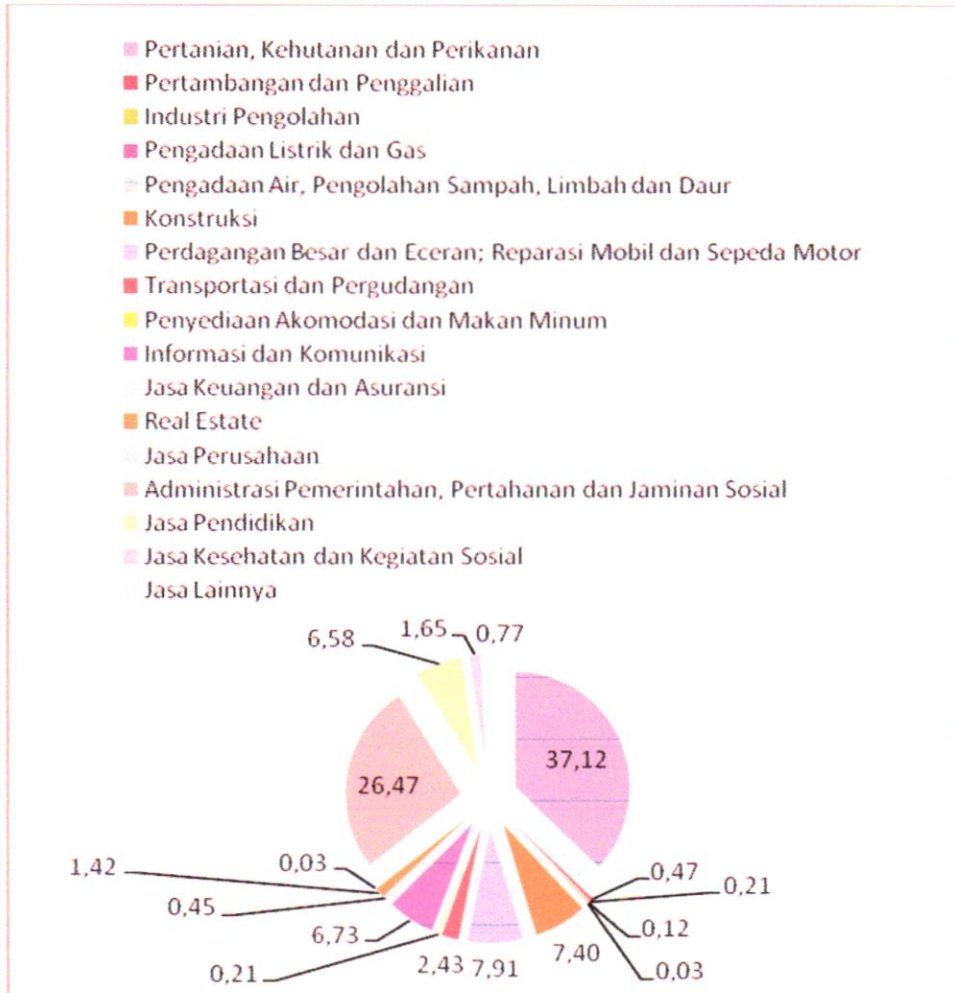 Pertanian, Kehutanan dan Perikanan
Pertambangan dan Penggalian
Industri Pengolahan
Pengadaan Listrik dan Gas
Pengadaan Air, Pengolahan Sampah, Limbah dan Daur
Konstruksi
Perdagangan Besar dan Eceran; Reparasi Mobil dan Sepeda Motor
Transportasi dan Pergudangan
Penyediaan Akomodasi dan Makan Minum
Informasi dan Komunikasi
Jasa Keuangan dan Asuransi
Real Estate
Jasa Perusahaan
Administrasi Pemerintahan, Pertahanan dan Jaminan Sosial
Jasa Pendidikan
Jasa Kesehatan dan Kegiatan Sosial
Jasa Lainnya
6,58
1,65
0,77
37,12
26,47
1,42
0,03
0,47
0,21
0,45
0,12
6,73
0,21
2,43
7,91
7,40
0,03